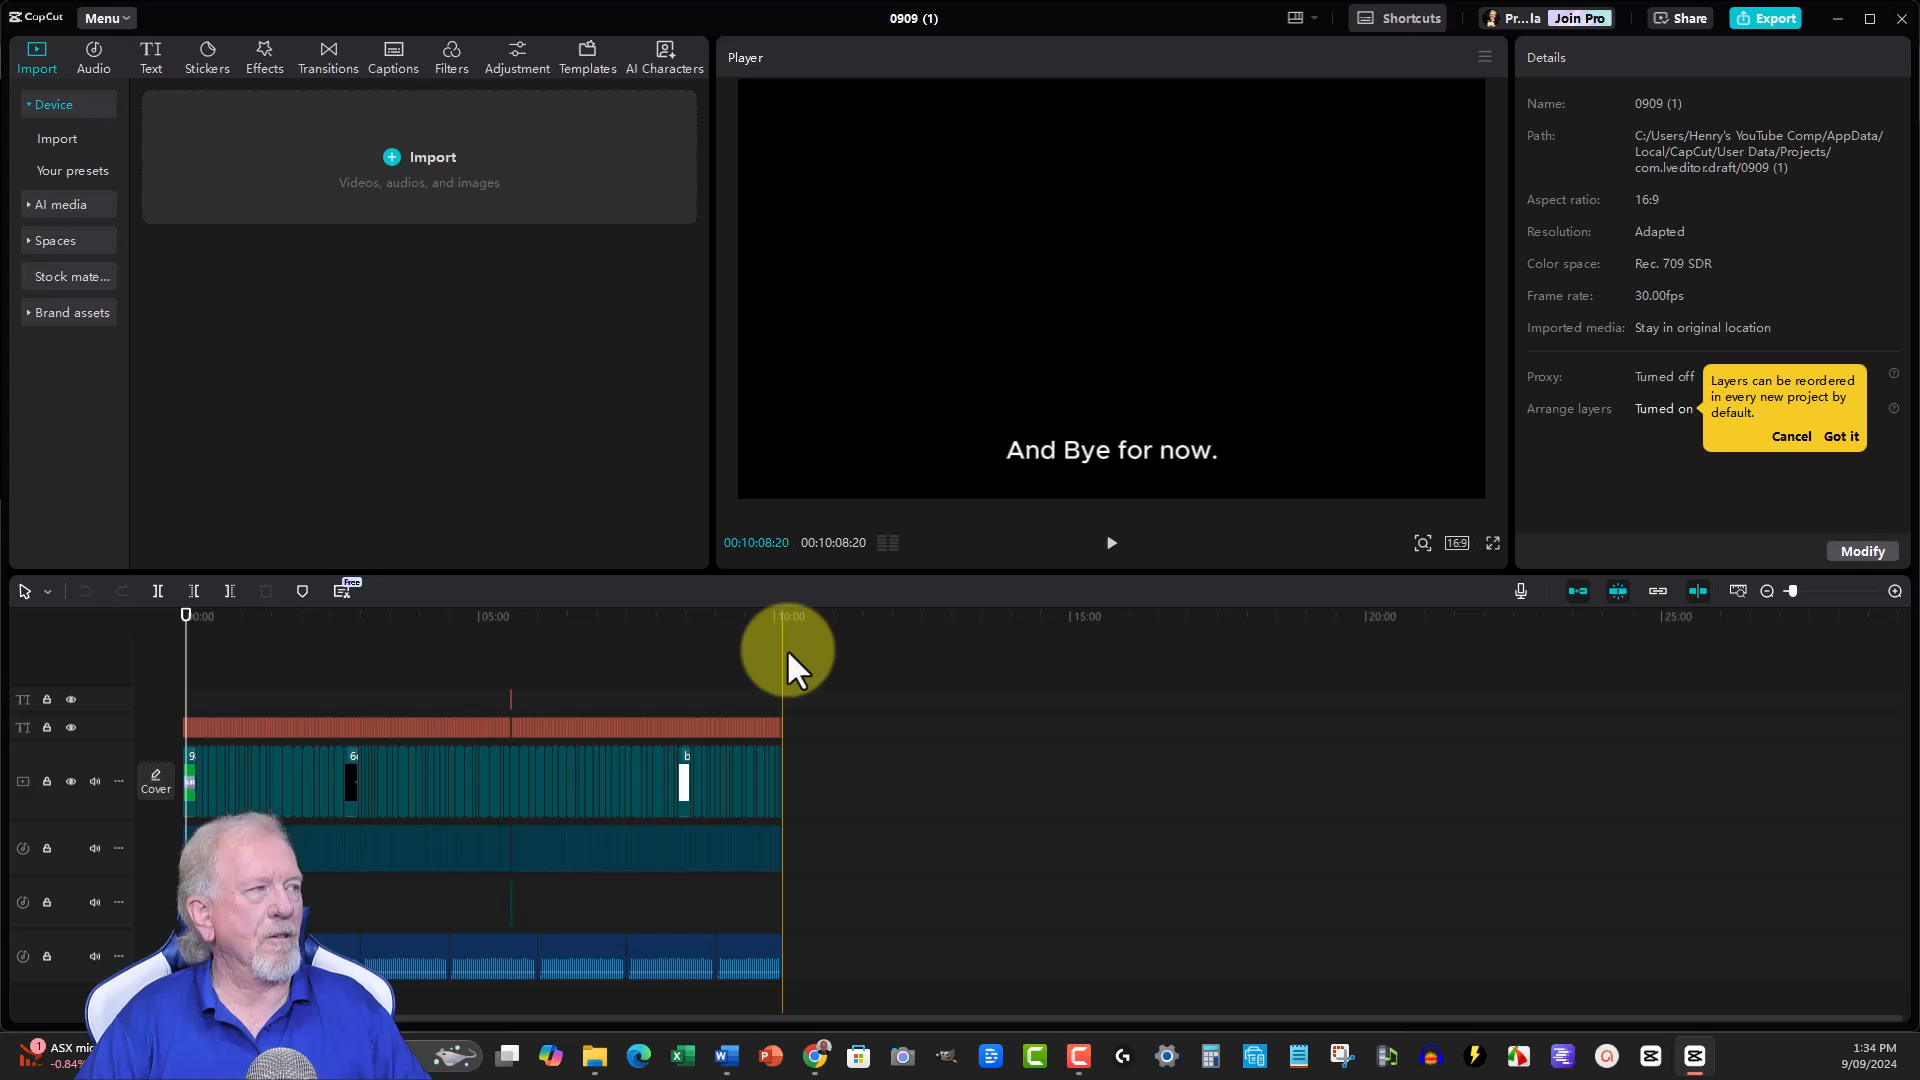 CapCut
Menu
0909 (1)
Shortcuts
Pr...la
Join Pro
Share
Export
Import
Audio
TI
Text
Stickers
Effects
Transitions
Captions
Filters
Adjustment
Templates
AI Characters
Device
Import
Your presets
AI media
Spaces
Stock mate...
Brand assets
Import
Videos, audios, and images
Player
And Bye for now.
00:10:08:20
00:10:08:20
16:9
Details
Name:
0909 (1)
Path:
C:/Users/Henry's YouTube Comp/AppData/
Local/CapCut/User Data/Projects/
com.lveditor.draft/0909 (1)
Aspect ratio:
16:9
Resolution:
Adapted
Color space:
Rec. 709 SDR
Frame rate:
30.00fps
Imported media:
Stay in original location
Proxy:
Turned off
Arrange layers
Turned on
Layers can be reordered
in every new project by
default.
Cancel
Got it
Modify
Free
00:00
05:00
10:00
15:00
20:00
25:00
TI
TI
9
6
b
Cover
1
ASX mi
-0.84%
1:34 PM
9/09/2024